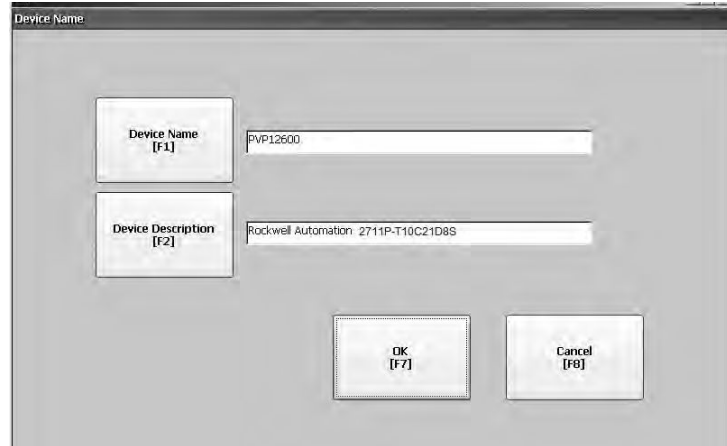 Device Name
Device Name
[F1]
PVP12600
Device Description
[F2]
Rockwell Automation 2711P-T10C21D8S
OK
[F7]
Cancel
[F8]